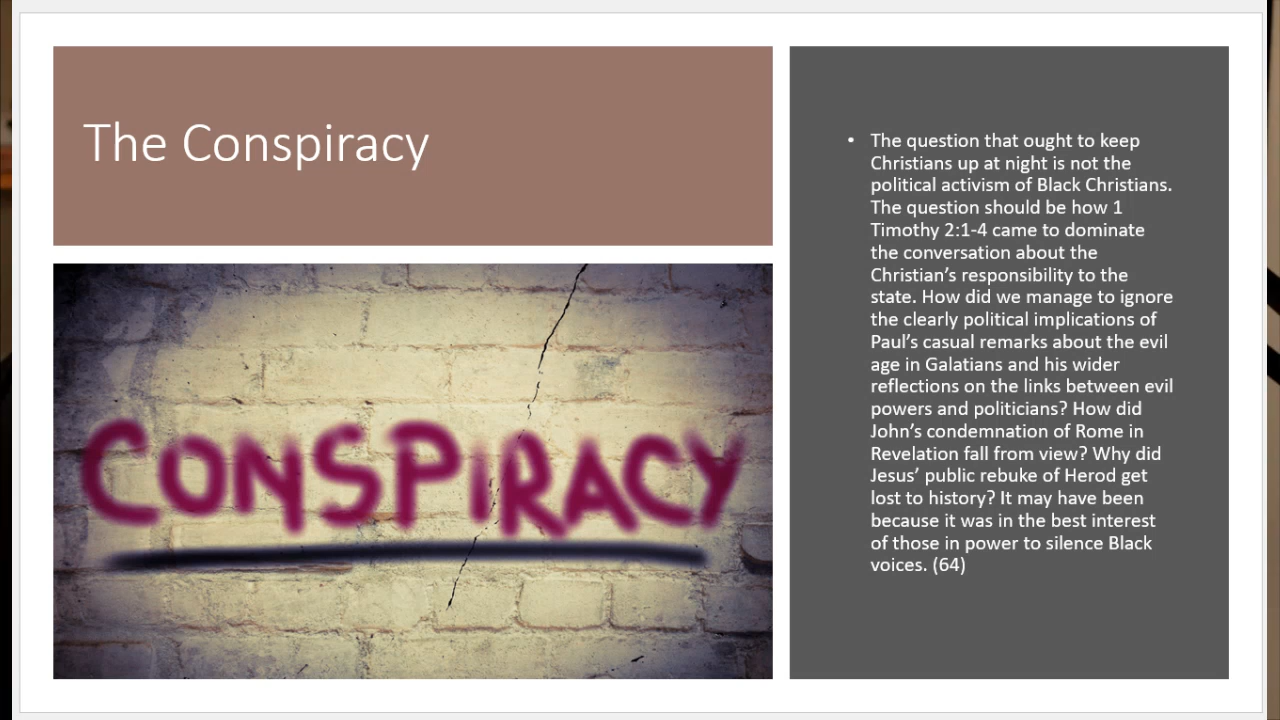 The Conspiracy
CONSPIRACY
• The question that ought to keep
Christians up at night is not the
political activism of Black Christians.
The question should be how 1
Timothy 2:1-4 came to dominate
the conversation about the
Christian’s responsibility to the
state. How did we manage to ignore
the clearly political implications of
Paul’s casual remarks about the evil
age in Galatians and his wider
reflections on the links between evil
powers and politicians? How did
John’s condemnation of Rome in
Revelation fall from view? Why did
Jesus’ public rebuke of Herod get
lost to history? It may have been
because it was in the best interest
of those in power to silence Black
voices. (64)